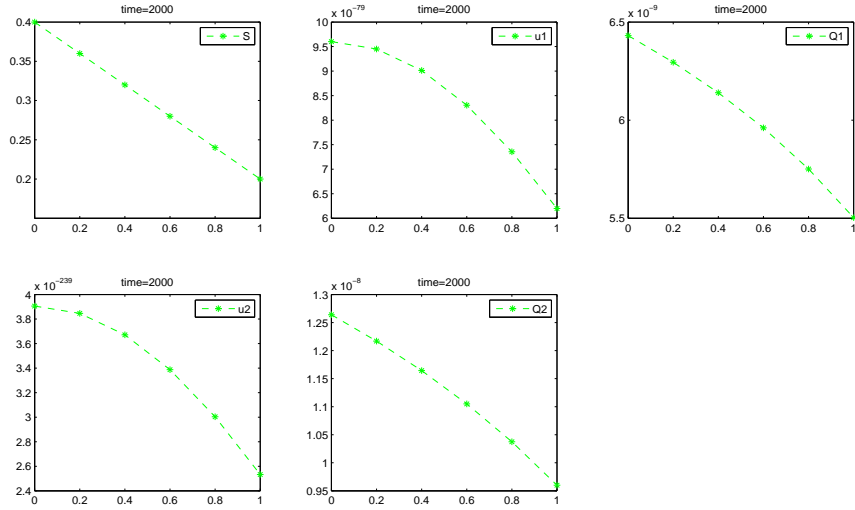 time=2000
S
0.4
0.35
0.3
0.25
0.2
0 0.2 0.4 0.6 0.8 1
time=2000
x 10⁻⁷⁹
u1
10
9.5
9
8.5
8
7.5
7
6.5
6
0 0.2 0.4 0.6 0.8 1
time=2000
x 10⁻⁹
Q1
6.5
6
5.5
0 0.2 0.4 0.6 0.8 1
time=2000
x 10⁻²³⁹
u2
4
3.8
3.6
3.4
3.2
3
2.8
2.6
2.4
0 0.2 0.4 0.6 0.8 1
time=2000
x 10⁻⁸
Q2
1.3
1.25
1.2
1.15
1.1
1.05
1
0.95
0 0.2 0.4 0.6 0.8 1